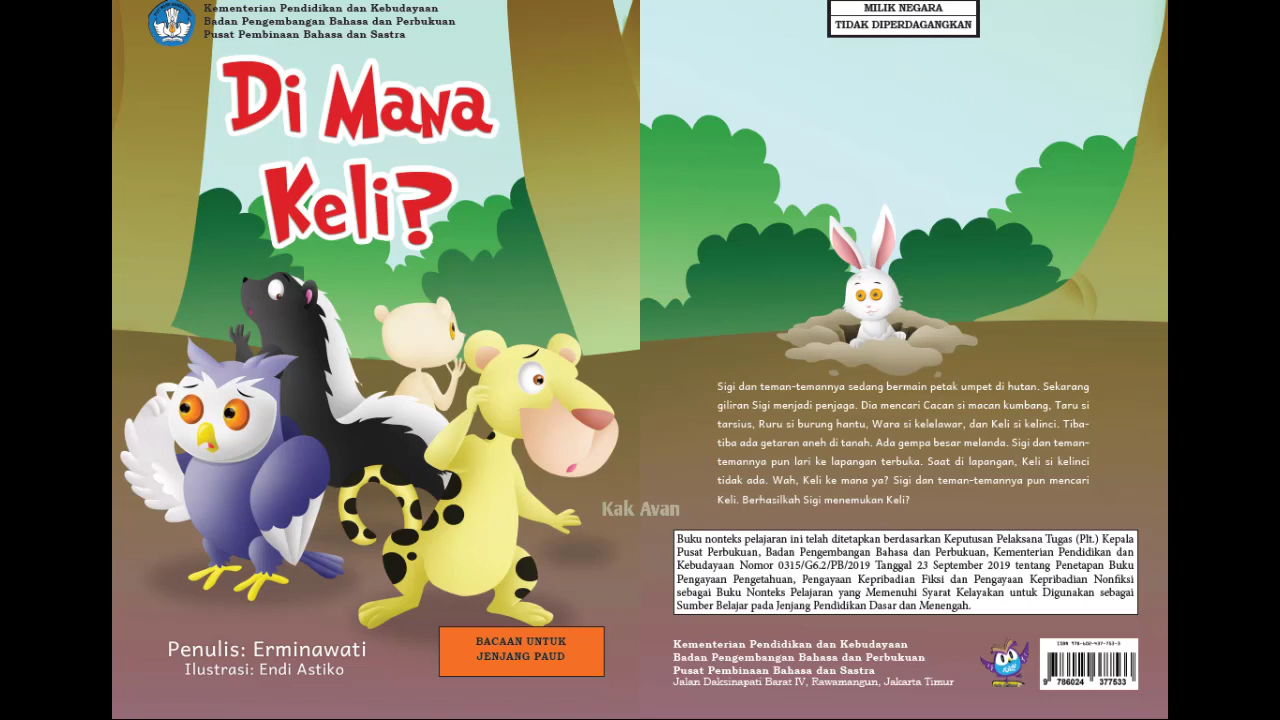 Kementerian Pendidikan dan Kebudayaan
Badan Pengembangan Bahasa dan Perbukuan
Pusat Pembinaan Bahasa dan Sastra
Di Mana
Keli?
Penulis: Erminawati
Ilustrasi: Endi Astiko
BACAAN UNTUK
JENJANG PAUD
Kak Avan
MILIK NEGARA
TIDAK DIPERDAGANGKAN
Sigi dan teman-temannya sedang bermain petak umpet di hutan. Sekarang
giliran Sigi menjadi penjaga. Dia mencari Cacan si macan kumbang, Taru si
tarsius, Ruru si burung hantu, Wara si kelelawar, dan Keli si kelinci. Tiba-
tiba ada getaran aneh di tanah. Ada gempa besar melanda. Sigi dan teman-
temannya pun lari ke lapangan terbuka. Saat di lapangan, Keli si kelinci
tidak ada. Wah, Keli ke mana ya? Sigi dan teman-temannya pun mencari
Keli. Berhasilkah Sigi menemukan Keli?
Buku nonteks pelajaran ini telah ditetapkan berdasarkan Keputusan Pelaksana Tugas (Plt.) Kepala
Pusat Perbukuan, Badan Pengembangan Bahasa dan Perbukuan, Kementerian Pendidikan dan
Kebudayaan Nomor 0315/G6.2/PB/2019 Tanggal 23 September 2019 tentang Penetapan Buku
Pengayaan Pengetahuan, Pengayaan Kepribadian Fiksi dan Pengayaan Kepribadian Nonfiksi
sebagai Buku Nonteks Pelajaran yang Memenuhi Syarat Kelayakan untuk Digunakan sebagai
Sumber Belajar pada Jenjang Pendidikan Dasar dan Menengah.
Kementerian Pendidikan dan Kebudayaan
Badan Pengembangan Bahasa dan Perbukuan
Pusat Pembinaan Bahasa dan Sastra
Jalan Daksinapati Barat IV, Rawamangun, Jakarta Timur
ISBN 978-602-437-753-3
9 786024 377533